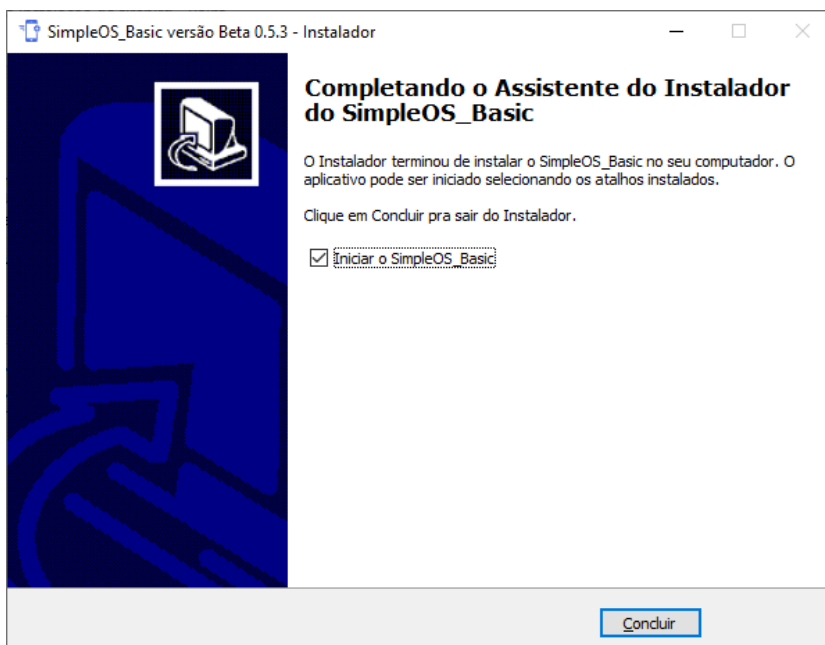 SimpleOS_Basic versão Beta 0.5.3 - Instalador
Completando o Assistente do Instalador
do SimpleOS_Basic
O Instalador terminou de instalar o SimpleOS_Basic no seu computador. O
aplicativo pode ser iniciado selecionando os atalhos instalados.
Clique em Concluir pra sair do Instalador.
Iniciar o SimpleOS_Basic
Concluir